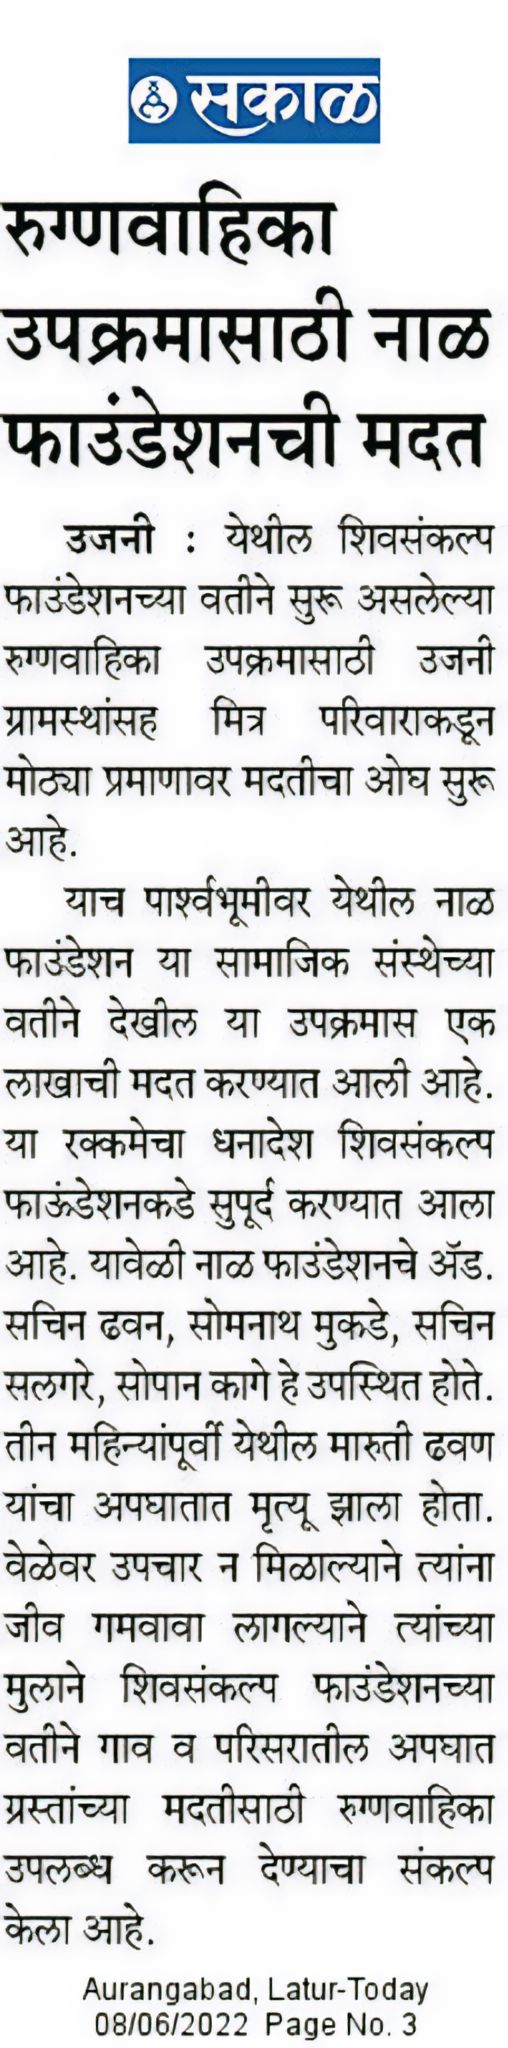 सकाळ
रुग्णवाहिका
उपक्रमासाठी नाळ
फाउंडेशनची मदत
उजनी : येथील शिवसंकल्प
फाउंडेशनच्या वतीने सुरू असलेल्या
रुग्णवाहिका उपक्रमासाठी उजनी
ग्रामस्थांसह मित्र परिवाराकडून
मोठ्या प्रमाणावर मदतीचा ओघ सुरू
आहे.
याच पार्श्वभूमीवर येथील नाळ
फाउंडेशन या सामाजिक संस्थेच्या
वतीने देखील या उपक्रमास एक
लाखाची मदत करण्यात आली आहे.
या रक्कमेचा धनादेश शिवसंकल्प
फाऊंडेशनकडे सुपूर्द करण्यात आला
आहे. यावेळी नाळ फाउंडेशनचे ॲड.
सचिन ढवन, सोमनाथ मुकडे, सचिन
सलगरे, सोपान कागे हे उपस्थित होते.
तीन महिन्यांपूर्वी येथील मारुती ढवण
यांचा अपघातात मृत्यू झाला होता.
वेळेवर उपचार न मिळाल्याने त्यांना
जीव गमवावा लागल्याने त्यांच्या
मुलाने शिवसंकल्प फाउंडेशनच्या
वतीने गाव व परिसरातील अपघात
ग्रस्तांच्या मदतीसाठी रुग्णवाहिका
उपलब्ध करून देण्याचा संकल्प
केला आहे.
Aurangabad, Latur-Today
08/06/2022 Page No. 3